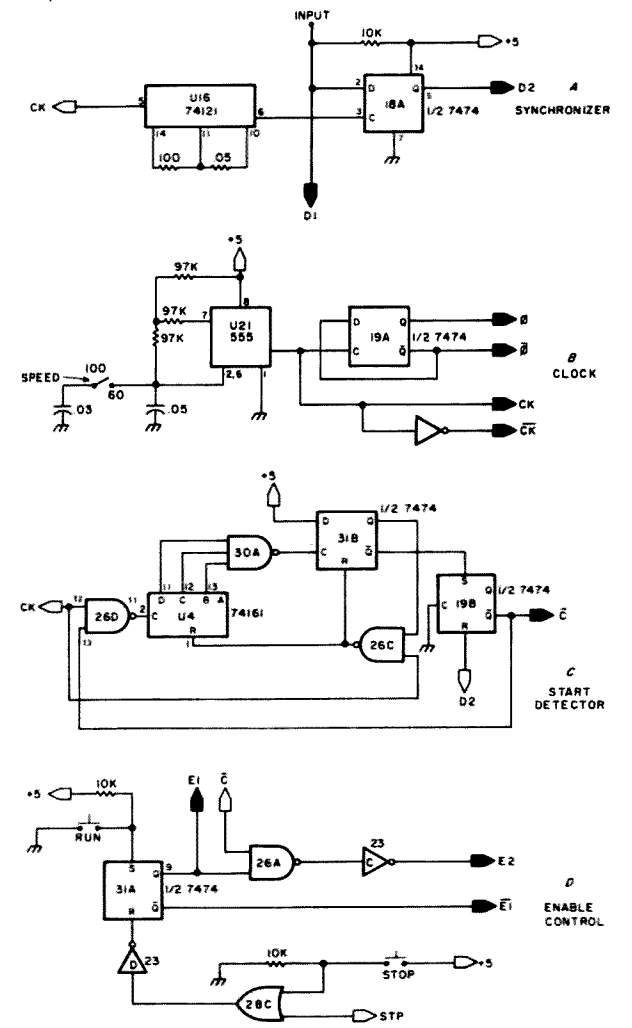 INPUT
10K
+5
14
2 D Q D2 A
U16 18A 5
CK 5 74121 6 3 C 1/2 7474 SYNCHRONIZER
14 11 10 7
100 .05
D1
+5
97K
8
97K 7 D Q Ø
U21 19A 1/2 7474
97K 555 C Q̄ Ø̄ B
SPEED 100 2,6 1 CLOCK
60 CK
.03 .05
C̅K̅
+5
1/2 7474
D Q
30A 31B
C Q̄
R
11 12 13 S Q 1/2 7474
CK 12 11 D C B A 74161 C 19B
26D 2 C U4 Q̄ C̄
13 R 1 26C R
C
D2 START
DETECTOR
E1 C̄
+5 10K
RUN 23
S 9 26A C E2
Q
31A 1/2 7474 D
R Q̄ E̅1̅ ENABLE
CONTROL
D 23 10K +5
STOP
28C STP